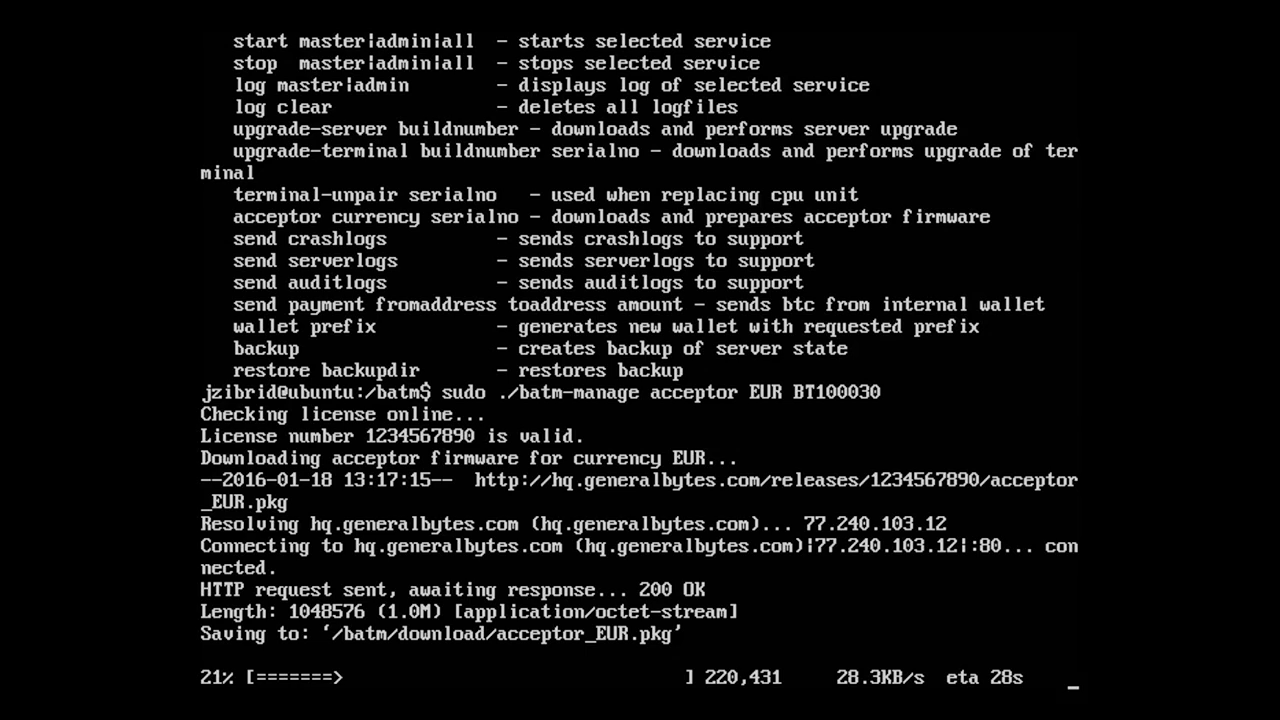 start master|admin|all  - starts selected service
stop  master|admin|all  - stops selected service
log master|admin        - displays log of selected service
log clear               - deletes all logfiles
upgrade-server buildnumber - downloads and performs server upgrade
upgrade-terminal buildnumber serialno - downloads and performs upgrade of ter
minal
terminal-unpair serialno   - used when replacing cpu unit
acceptor currency serialno - downloads and prepares acceptor firmware
send crashlogs          - sends crashlogs to support
send serverlogs         - sends serverlogs to support
send auditlogs          - sends auditlogs to support
send payment fromaddress toaddress amount - sends btc from internal wallet
wallet prefix           - generates new wallet with requested prefix
backup                  - creates backup of server state
restore backupdir       - restores backup
jzibrid@ubuntu:/batm$ sudo ./batm-manage acceptor EUR BT100030
Checking license online...
License number 1234567890 is valid.
Downloading acceptor firmware for currency EUR...
--2016-01-18 13:17:15--  http://hq.generalbytes.com/releases/1234567890/acceptor
_EUR.pkg
Resolving hq.generalbytes.com (hq.generalbytes.com)... 77.240.103.12
Connecting to hq.generalbytes.com (hq.generalbytes.com)|77.240.103.12|:80... con
nected.
HTTP request sent, awaiting response... 200 OK
Length: 1048576 (1.0M) [application/octet-stream]
Saving to: ‘/batm/download/acceptor_EUR.pkg’
21% [=======>                               ] 220,431     28.3KB/s  eta 28s    _